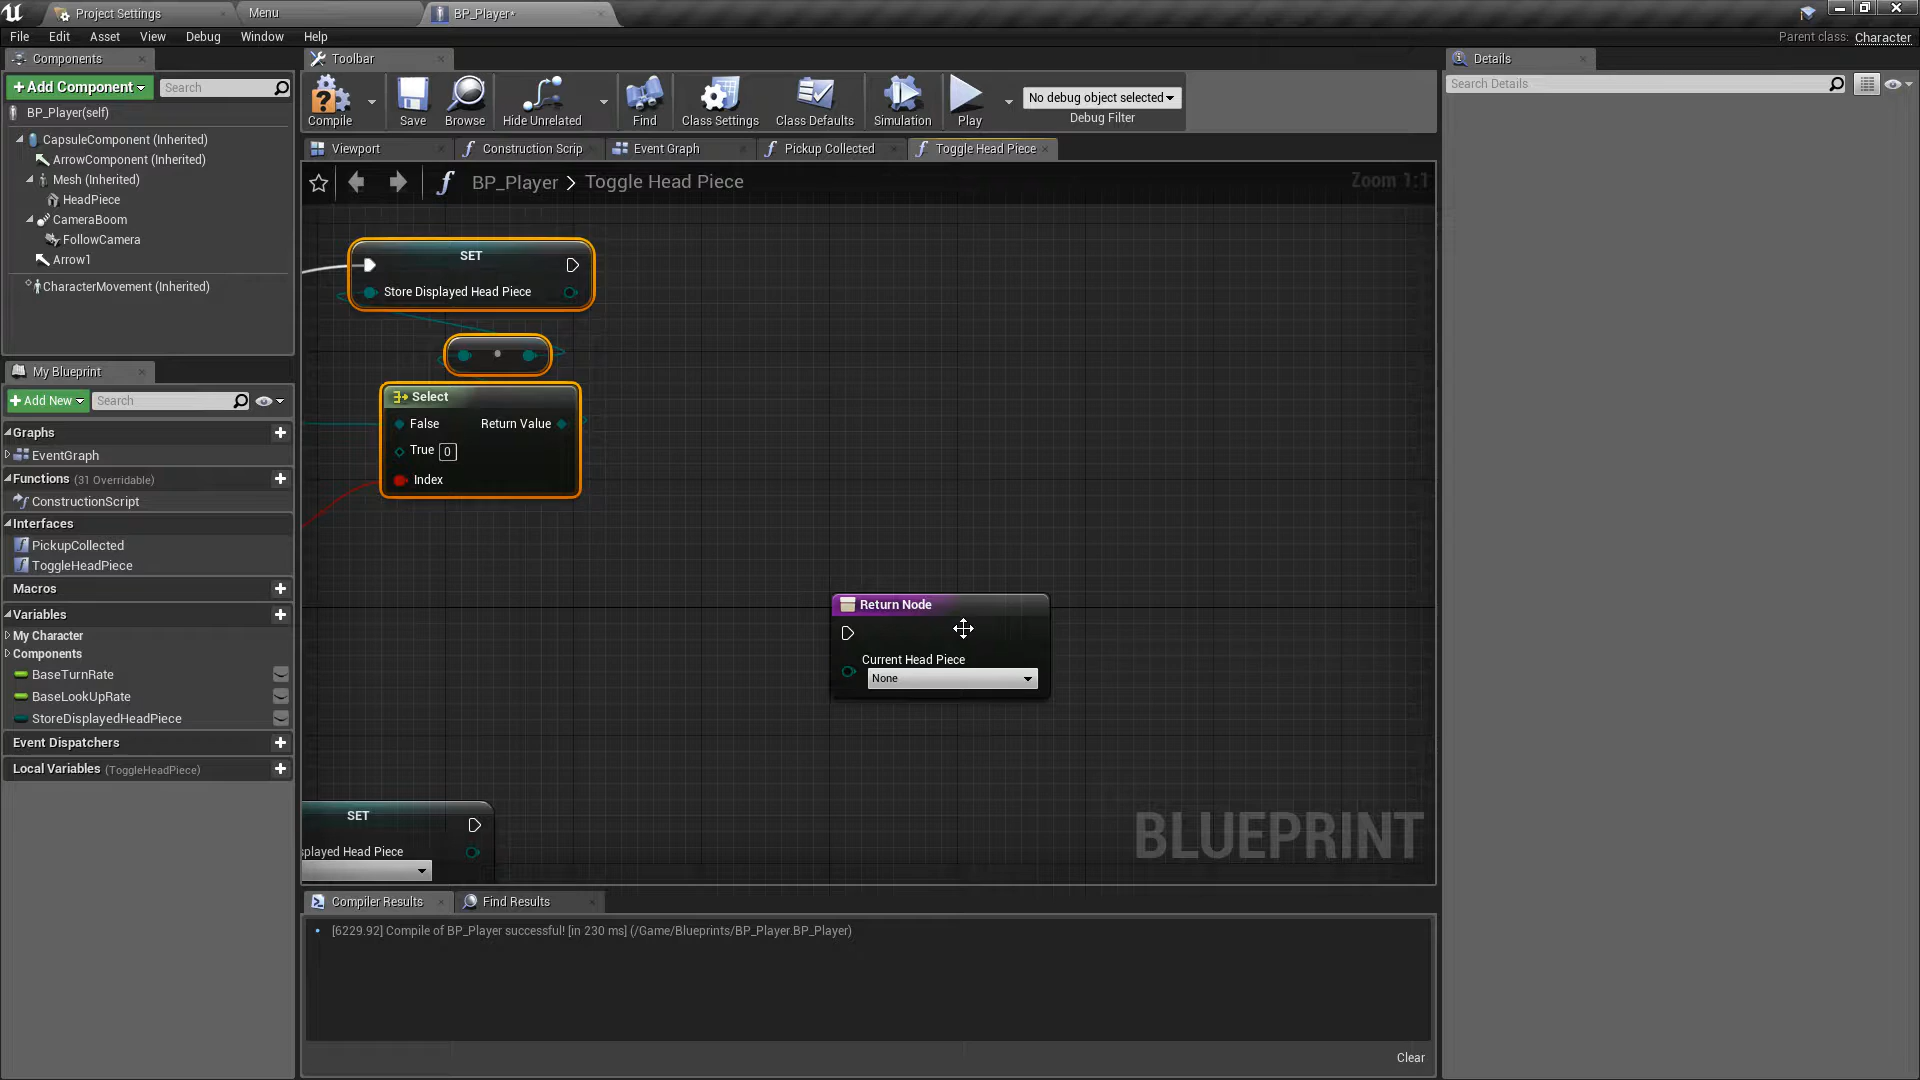 Project Settings
Menu
BP_Player*
File Edit Asset View Debug Window Help
Parent class: Character
Components
+ Add Component
Search
BP_Player(self)
CapsuleComponent (Inherited)
ArrowComponent (Inherited)
Mesh (Inherited)
HeadPiece
CameraBoom
FollowCamera
Arrow1
CharacterMovement (Inherited)
My Blueprint
+ Add New
Search
Graphs
EventGraph
Functions (31 Overridable)
ConstructionScript
Interfaces
PickupCollected
ToggleHeadPiece
Macros
Variables
My Character
Components
BaseTurnRate
BaseLookUpRate
StoreDisplayedHeadPiece
Event Dispatchers
Local Variables (ToggleHeadPiece)
Toolbar
Compile
Save
Browse
Hide Unrelated
Find
Class Settings
Class Defaults
Simulation
Play
No debug object selected
Debug Filter
Viewport
Construction Scrip
Event Graph
Pickup Collected
Toggle Head Piece
BP_Player > Toggle Head Piece
Zoom 1:1
SET
Store Displayed Head Piece
Select
False Return Value
True 0
Index
Return Node
Current Head Piece
None
SET
splayed Head Piece
BLUEPRINT
Compiler Results
Find Results
[6229.92] Compile of BP_Player successful! [in 230 ms] (/Game/Blueprints/BP_Player.BP_Player)
Clear
Details
Search Details